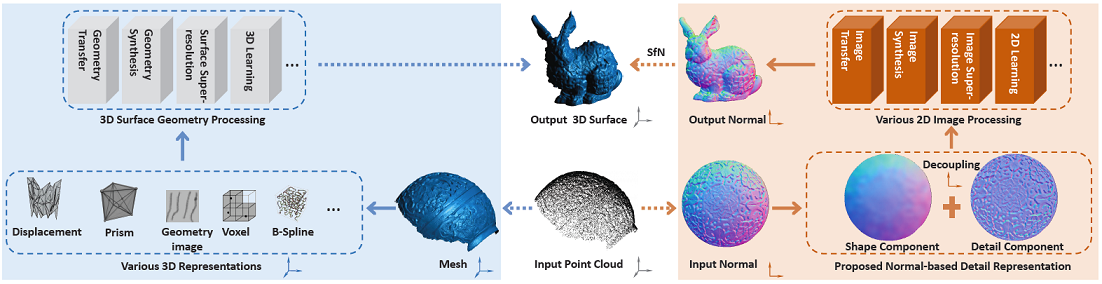 Geometry
Transfer
Geometry
Synthesis
Surface Super-
resolution
3D Learning
...
3D Surface Geometry Processing
Displacement
Prism
Geometry
image
Voxel
B-Spline
...
Various 3D Representations
Mesh
Output 3D Surface
SfN
Input Point Cloud
Output Normal
Input Normal
Image
Transfer
Image
Synthesis
Image Super-
resolution
2D Learning
...
Various 2D Image Processing
Decoupling
Shape Component
Detail Component
Proposed Normal-based Detail Representation